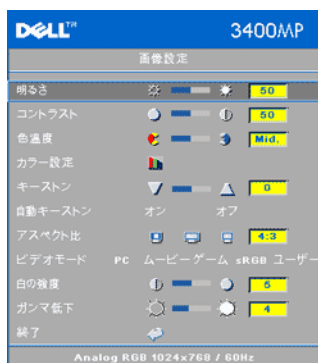 DELL™ 3400MP
画像設定
明るさ 50
コントラスト 50
色温度 Mid.
カラー設定
キーストン 0
自動キーストン オン オフ
アスペクト比 4:3
ビデオモード PC ムービー ゲーム sRGB ユーザー
白の強度 5
ガンマ低下 4
終了
Analog RGB 1024x768 / 60Hz